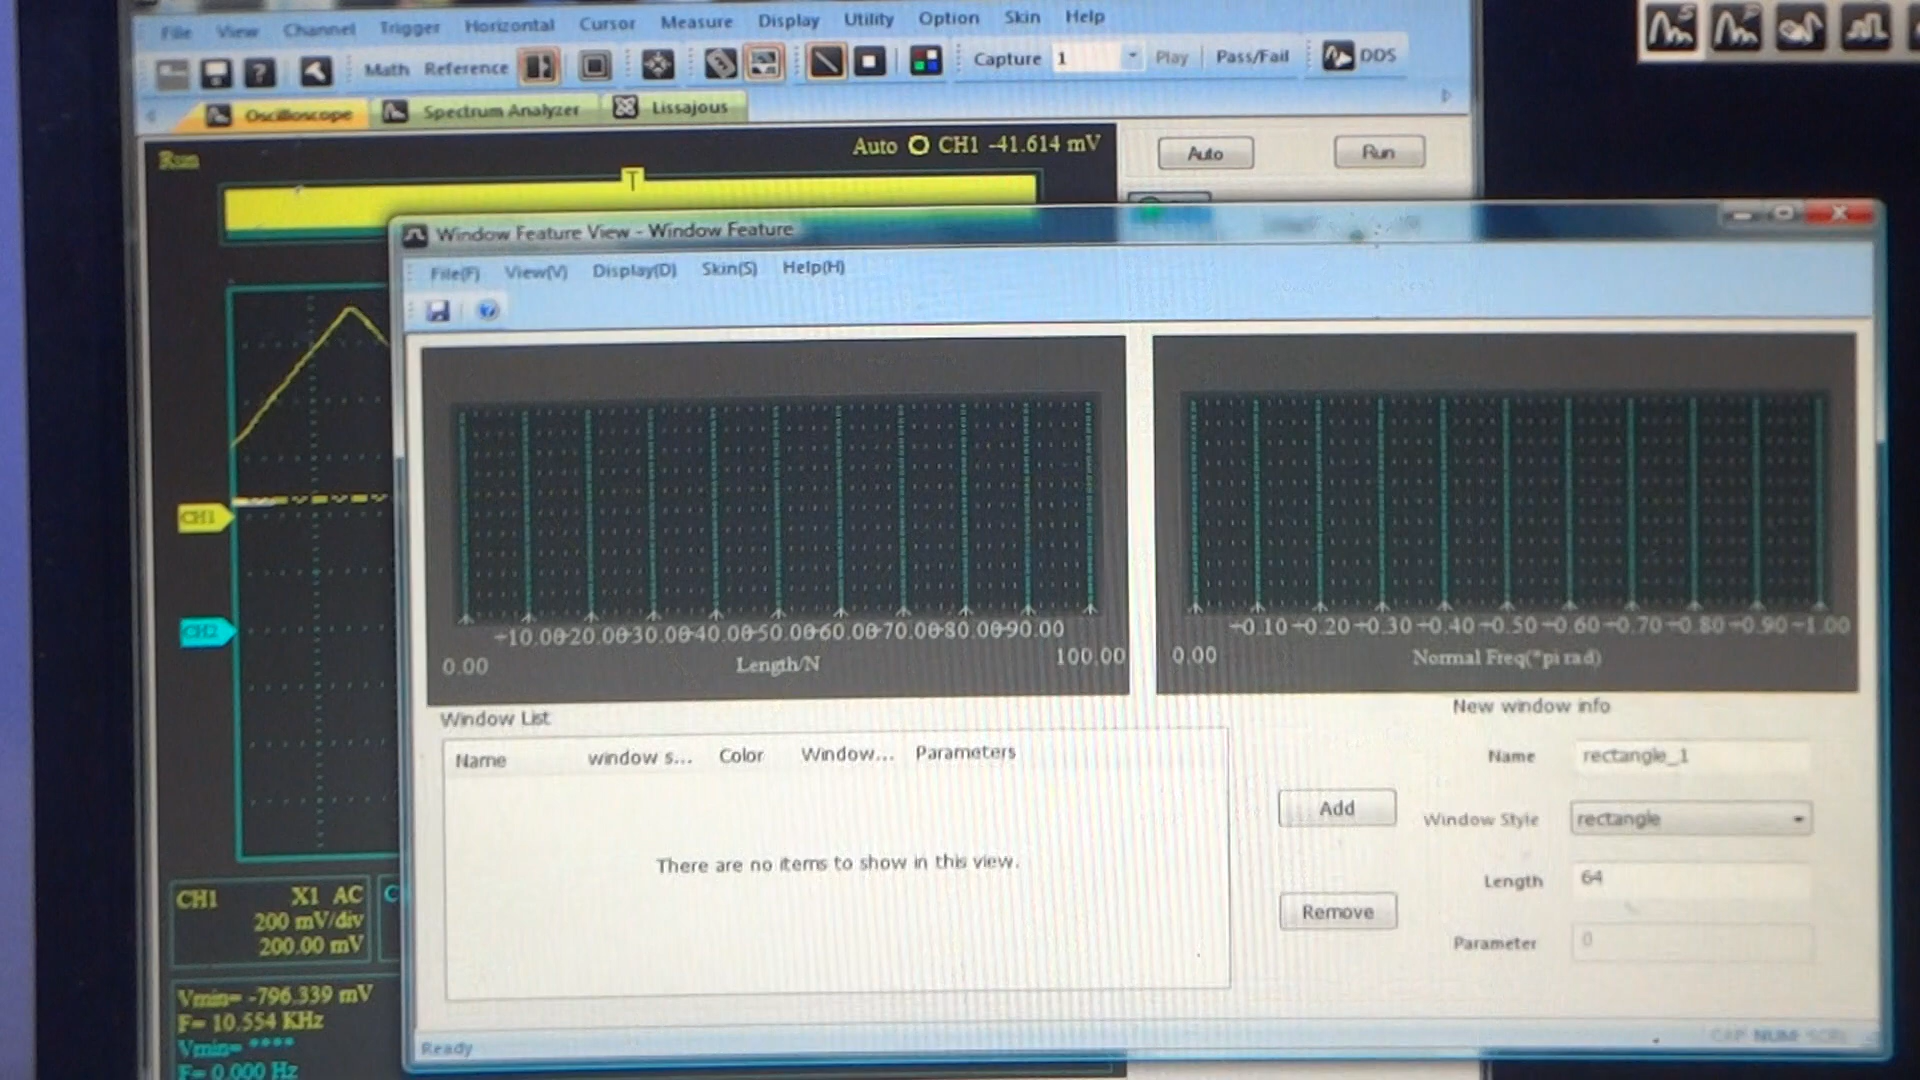 File View Channel Trigger Horizontal Cursor Measure Display Utility Option Skin Help
Math Reference Capture 1 Play Pass/Fail DDS
Oscilloscope Spectrum Analyzer Lissajous
Run Auto CH1 -41.614 mV Auto Run
T
Window Feature View - Window Feature
File(F) View(V) Display(D) Skin(S) Help(H)
CH1
CH2
-10.00 -20.00 -30.00 -40.00 -50.00 -60.00 -70.00 -80.00 -90.00
0.00 Length/N 100.00
-0.10 -0.20 -0.30 -0.40 -0.50 -0.60 -0.70 -0.80 -0.90 -1.00
0.00 Normal Freq(*pi rad)
Window List
Name window s... Color Window... Parameters
There are no items to show in this view.
Add
Remove
New window info
Name rectangle_1
Window Style rectangle
Length 64
Parameter 0
CH1 X1 AC
200 mV/div
200.00 mV
C
Vmin= -796.339 mV
F= 10.554 KHz
Vmin= ****
F= 0.000 Hz
Ready
CAP NUM SCRL